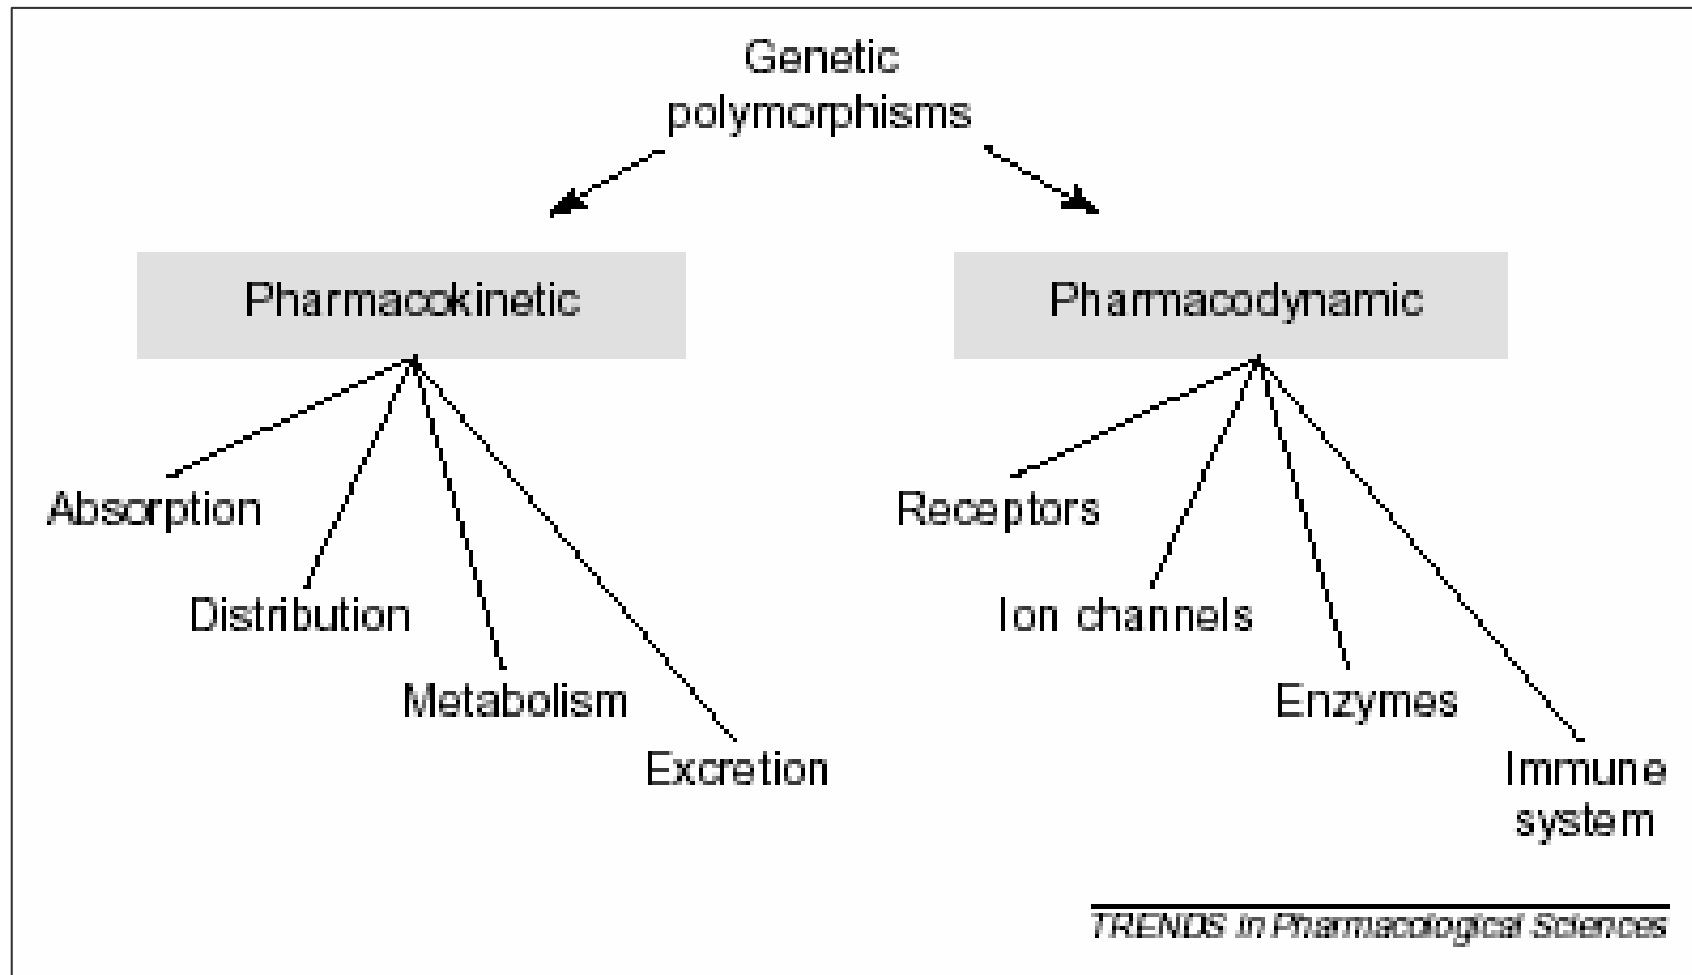 Genetic
polymorphisms
Pharmacokinetic
Pharmacodynamic
Absorption
Distribution
Metabolism
Excretion
Receptors
Ion channels
Enzymes
Immune
system
TRENDS in Pharmacological Sciences